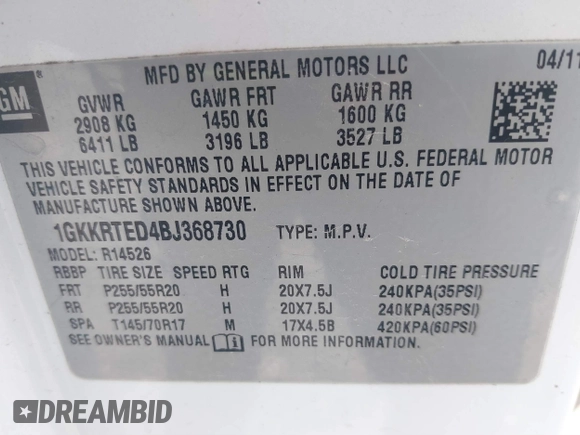 GM
®
MFD BY GENERAL MOTORS LLC 04/11
GVWR GAWR FRT GAWR RR
2908 KG 1450 KG 1600 KG
6411 LB 3196 LB 3527 LB
THIS VEHICLE CONFORMS TO ALL APPLICABLE U.S. FEDERAL MOTOR
VEHICLE SAFETY STANDARDS IN EFFECT ON THE DATE OF
MANUFACTURE SHOWN ABOVE.
1GKKRTED4BJ368730 TYPE: M.P.V.
MODEL: R14526
RBBP TIRE SIZE SPEED RTG RIM COLD TIRE PRESSURE
FRT P255/55R20 H 20X7.5J 240KPA(35PSI)
RR P255/55R20 H 20X7.5J 240KPA(35PSI)
SPA T145/70R17 M 17X4.5B 420KPA(60PSI)
SEE OWNER'S MANUAL i FOR MORE INFORMATION.
DREAMBID